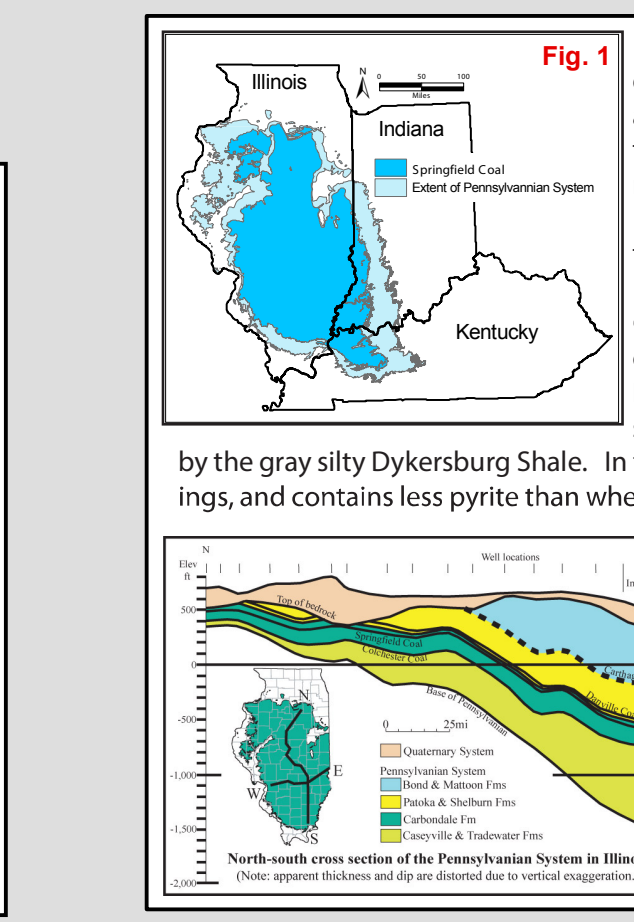 Fig. 1
Illinois
N
0 50 100
Miles
Indiana
Springfield Coal
Extent of Pennsylvannian System
Kentucky
by the gray silty Dykersburg Shale. In
ings, and contains less pyrite than
N
Well locations
Elev
ft
500
0
-500
-1,000
-1,500
-2,000
Top of bedrock
Springfield Coal
Colchester Coal
Base of Pennsylvanian
Danville
N
E
W
S
0 25mi
Quaternary System
Pennsylvanian System
Bond & Mattoon Fms
Patoka & Shelburn Fms
Carbondale Fm
Caseyville & Tradewater Fms
North-south cross section of the Pennsylvanian System in
(Note: apparent thickness and dip are distorted due to vertical exaggeration.